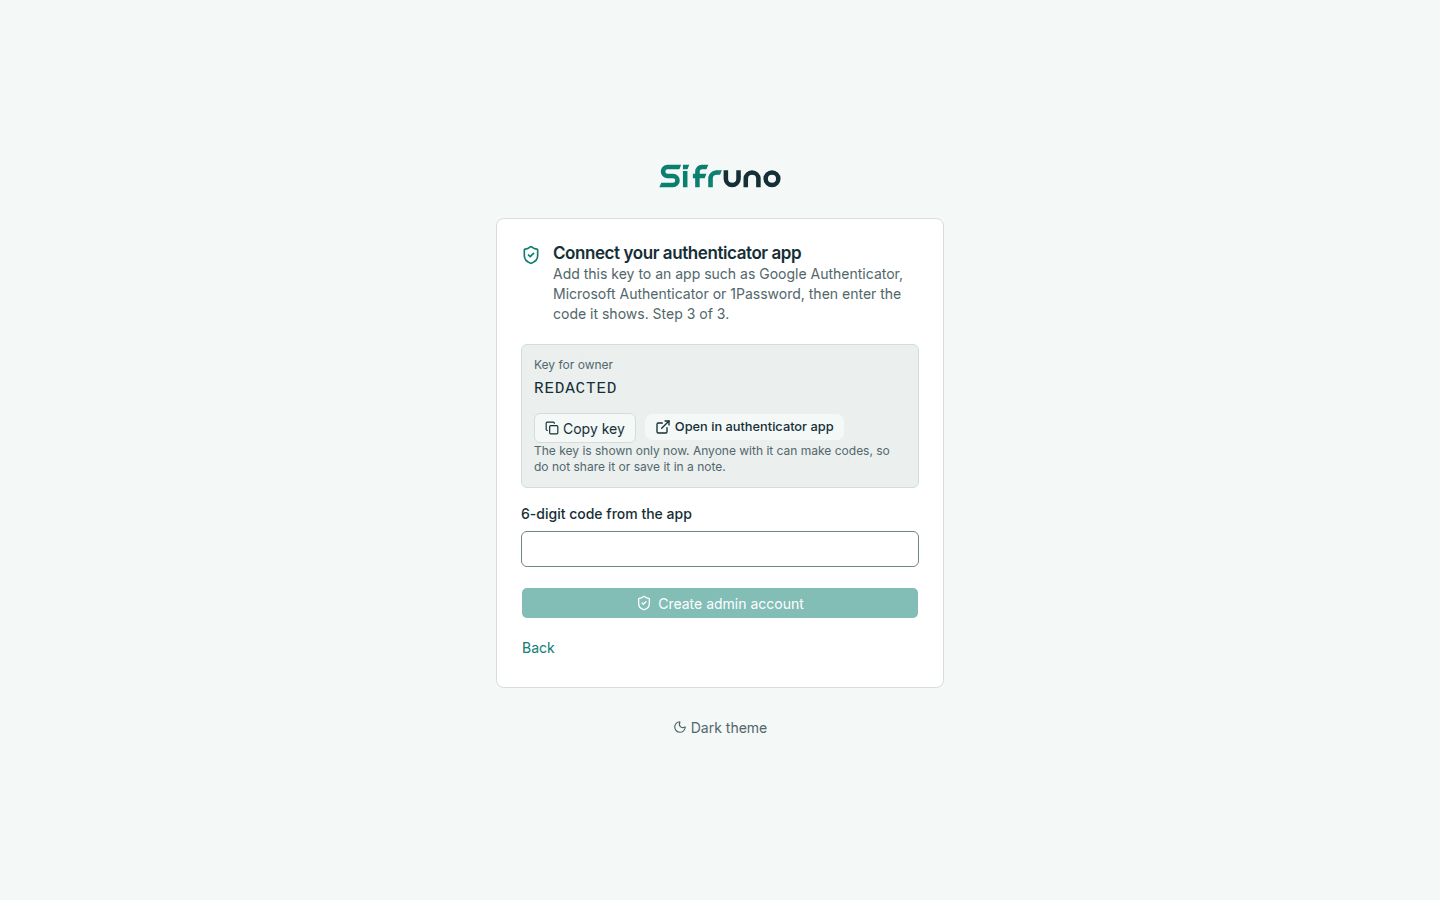 Sifruno
Connect your authenticator app
Add this key to an app such as Google Authenticator,
Microsoft Authenticator or 1Password, then enter the
code it shows. Step 3 of 3.
Key for owner
REDACTED
Copy key
Open in authenticator app
The key is shown only now. Anyone with it can make codes, so
do not share it or save it in a note.
6-digit code from the app
Create admin account
Back
Dark theme